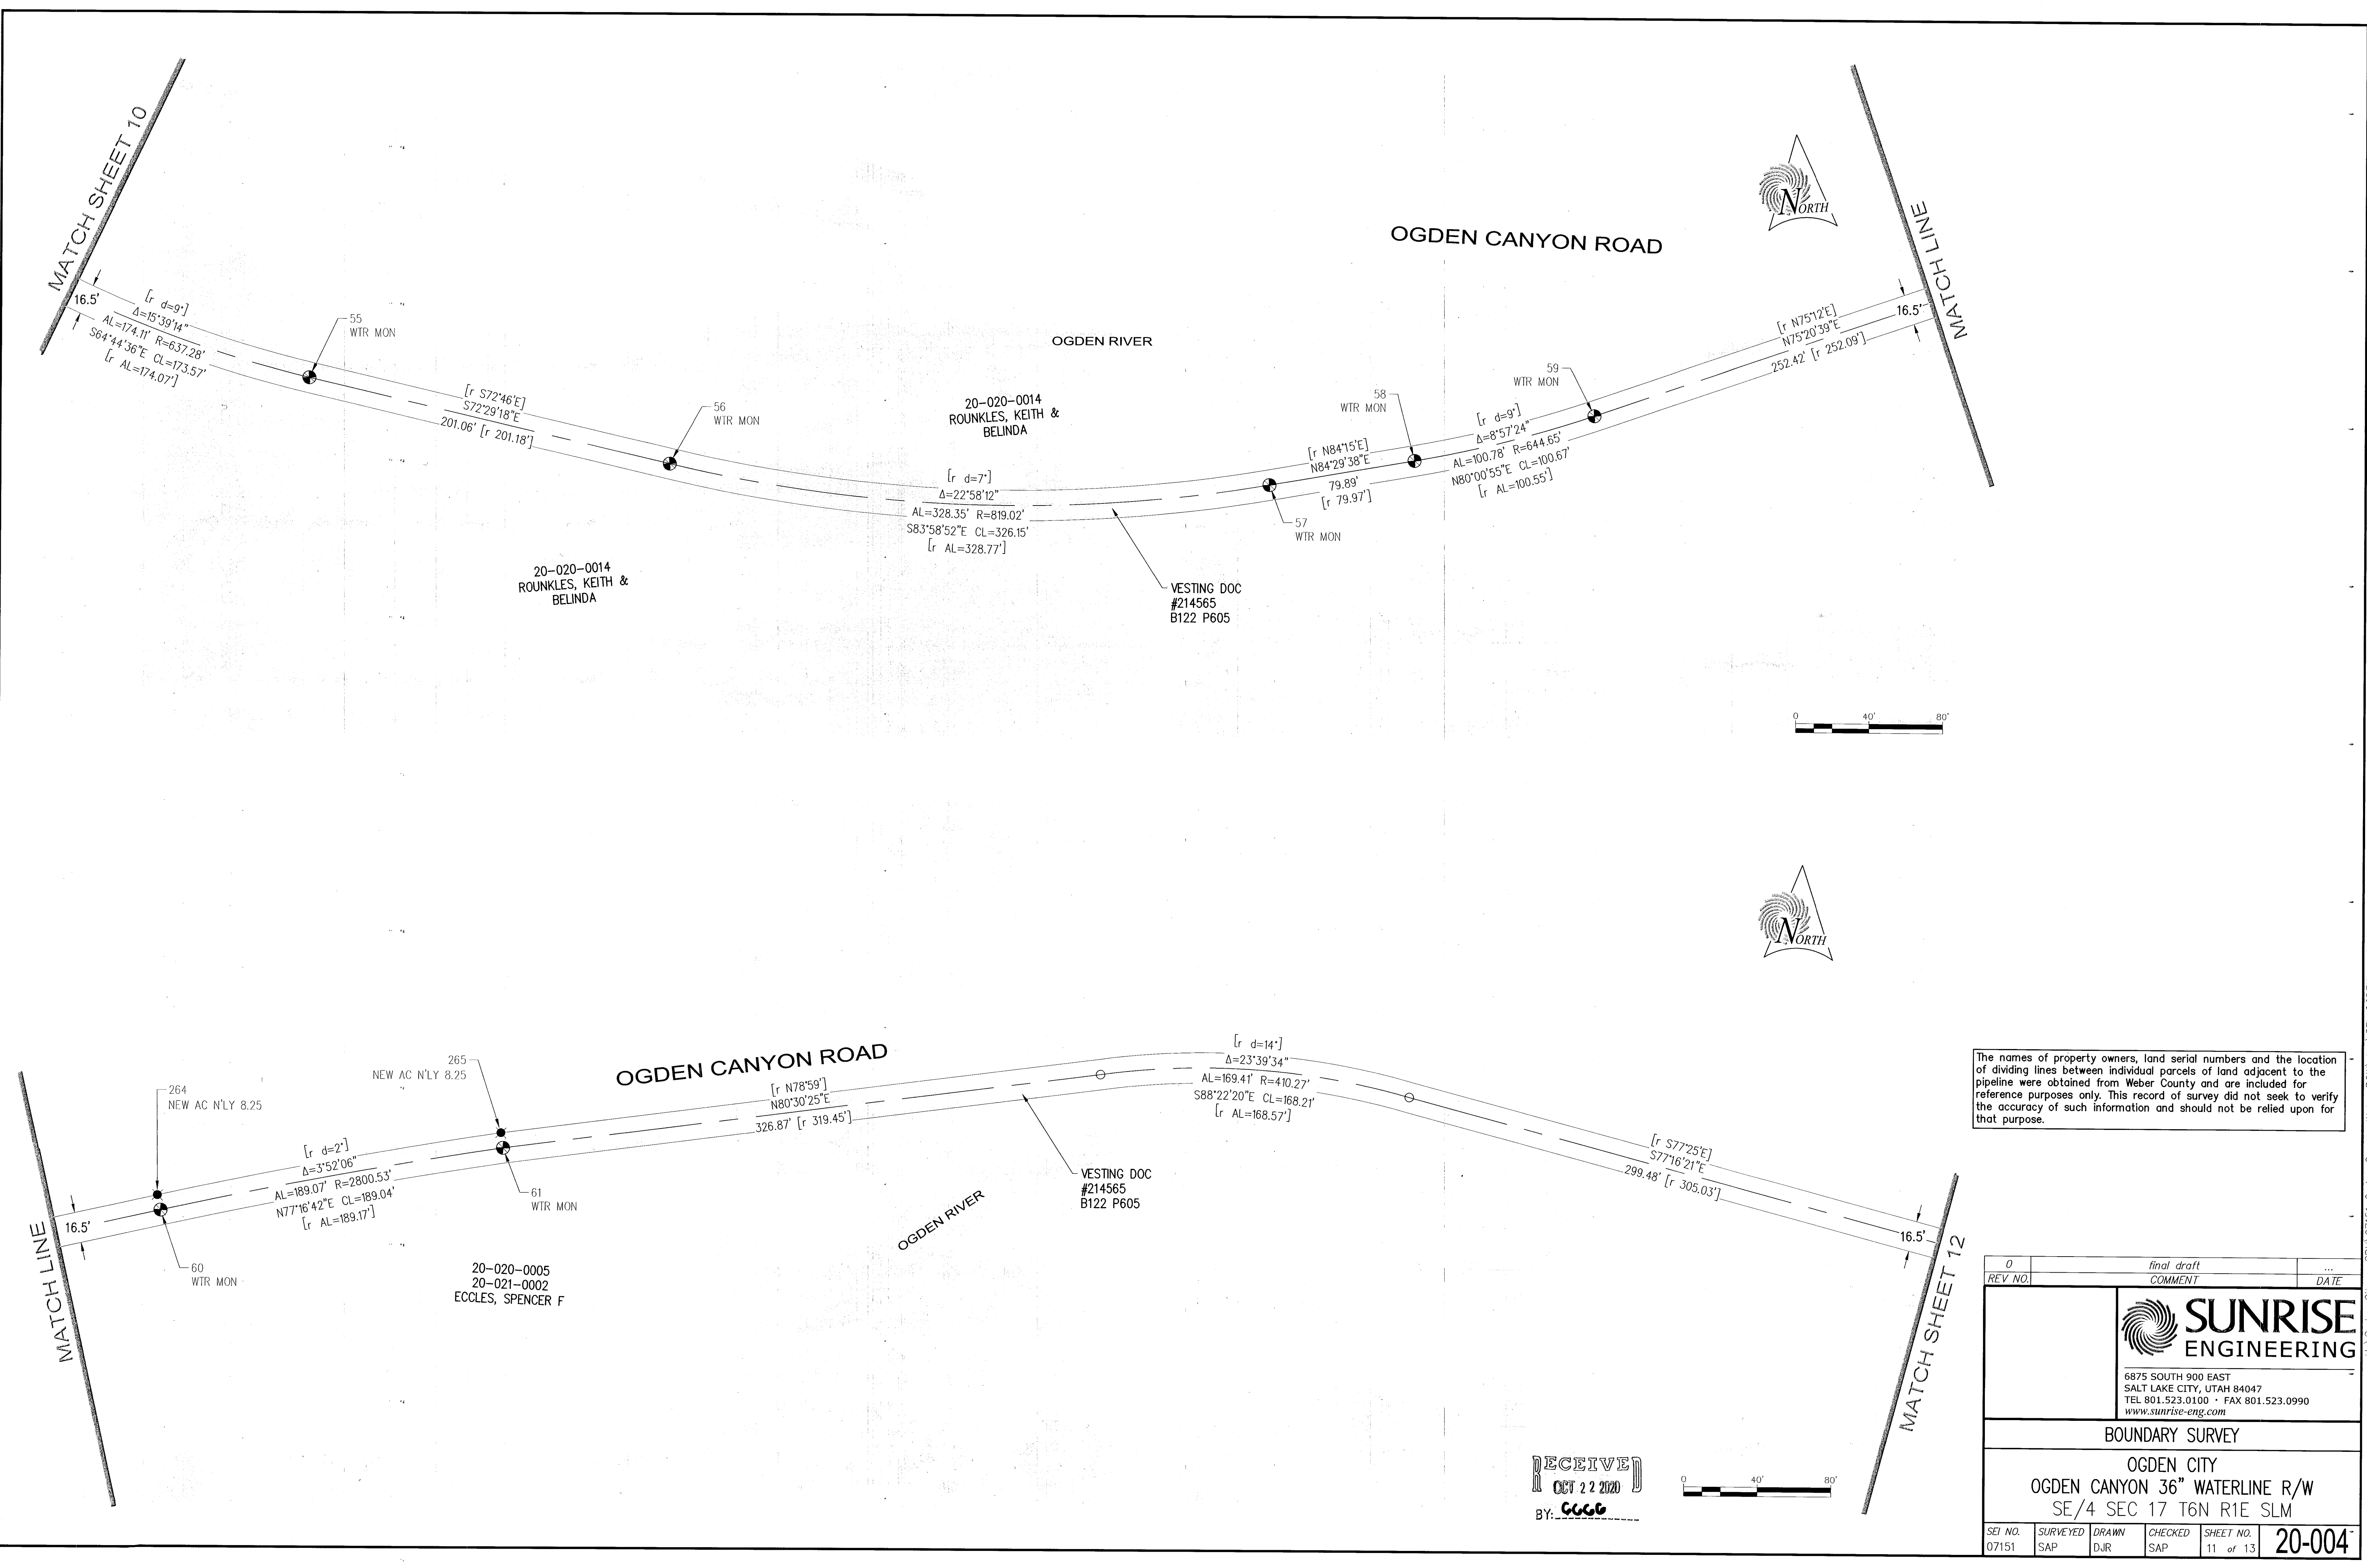 MATCH SHEET 10
16.5'
[r d=9°]
Δ=15°39'14"
AL=174.11' R=637.28'
S64°44'36"E CL=173.57'
[r AL=174.07']
55
WTR MON
[r S72°46'E]
S72°29'18"E
201.06' [r 201.18']
56
WTR MON
20-020-0014
ROUNKLES, KEITH &
BELINDA
OGDEN RIVER
20-020-0014
ROUNKLES, KEITH &
BELINDA
[r d=7°]
Δ=22°58'12"
AL=328.35' R=819.02'
S83°58'52"E CL=326.15'
[r AL=328.77']
VESTING DOC
#214565
B122 P605
57
WTR MON
[r N84°15'E]
N84°29'38"E
79.89'
[r 79.97']
58
WTR MON
[r d=9°]
Δ=8°57'24"
AL=100.78' R=644.65'
N80°00'55"E CL=100.67'
[r AL=100.55']
59
WTR MON
OGDEN CANYON ROAD
[r N75°12'E]
N75°20'39"E
252.42' [r 252.09']
16.5'
MATCH LINE
NORTH
0 40' 80'
NORTH
MATCH LINE
16.5'
264
NEW AC N'LY 8.25
60
WTR MON
[r d=2°]
Δ=3°52'06"
AL=189.07' R=2800.53'
N77°16'42"E CL=189.04'
[r AL=189.17']
265
NEW AC N'LY 8.25
61
WTR MON
20-020-0005
20-021-0002
ECCLES, SPENCER F
OGDEN CANYON ROAD
[r N78°59']
N80°30'25"E
326.87' [r 319.45']
OGDEN RIVER
VESTING DOC
#214565
B122 P605
[r d=14°]
Δ=23°39'34"
AL=169.41' R=410.27'
S88°22'20"E CL=168.21'
[r AL=168.57']
[r S77°25'E]
S77°16'21"E
299.48' [r 305.03']
16.5'
MATCH SHEET 12
RECEIVED
OCT 22 2020
BY:
0 40' 80'
The names of property owners, land serial numbers and the location
of dividing lines between individual parcels of land adjacent to the
pipeline were obtained from Weber County and are included for
reference purposes only. This record of survey did not seek to verify
the accuracy of such information and should not be relied upon for
that purpose.
0 final draft ...
REV NO. COMMENT DATE
SUNRISE
ENGINEERING
6875 SOUTH 900 EAST
SALT LAKE CITY, UTAH 84047
TEL 801.523.0100 · FAX 801.523.0990
www.sunrise-eng.com
BOUNDARY SURVEY
OGDEN CITY
OGDEN CANYON 36" WATERLINE R/W
SE/4 SEC 17 T6N R1E SLM
SEI NO. SURVEYED DRAWN CHECKED SHEET NO.
07151 SAP DJR SAP 11 of 13
20-004